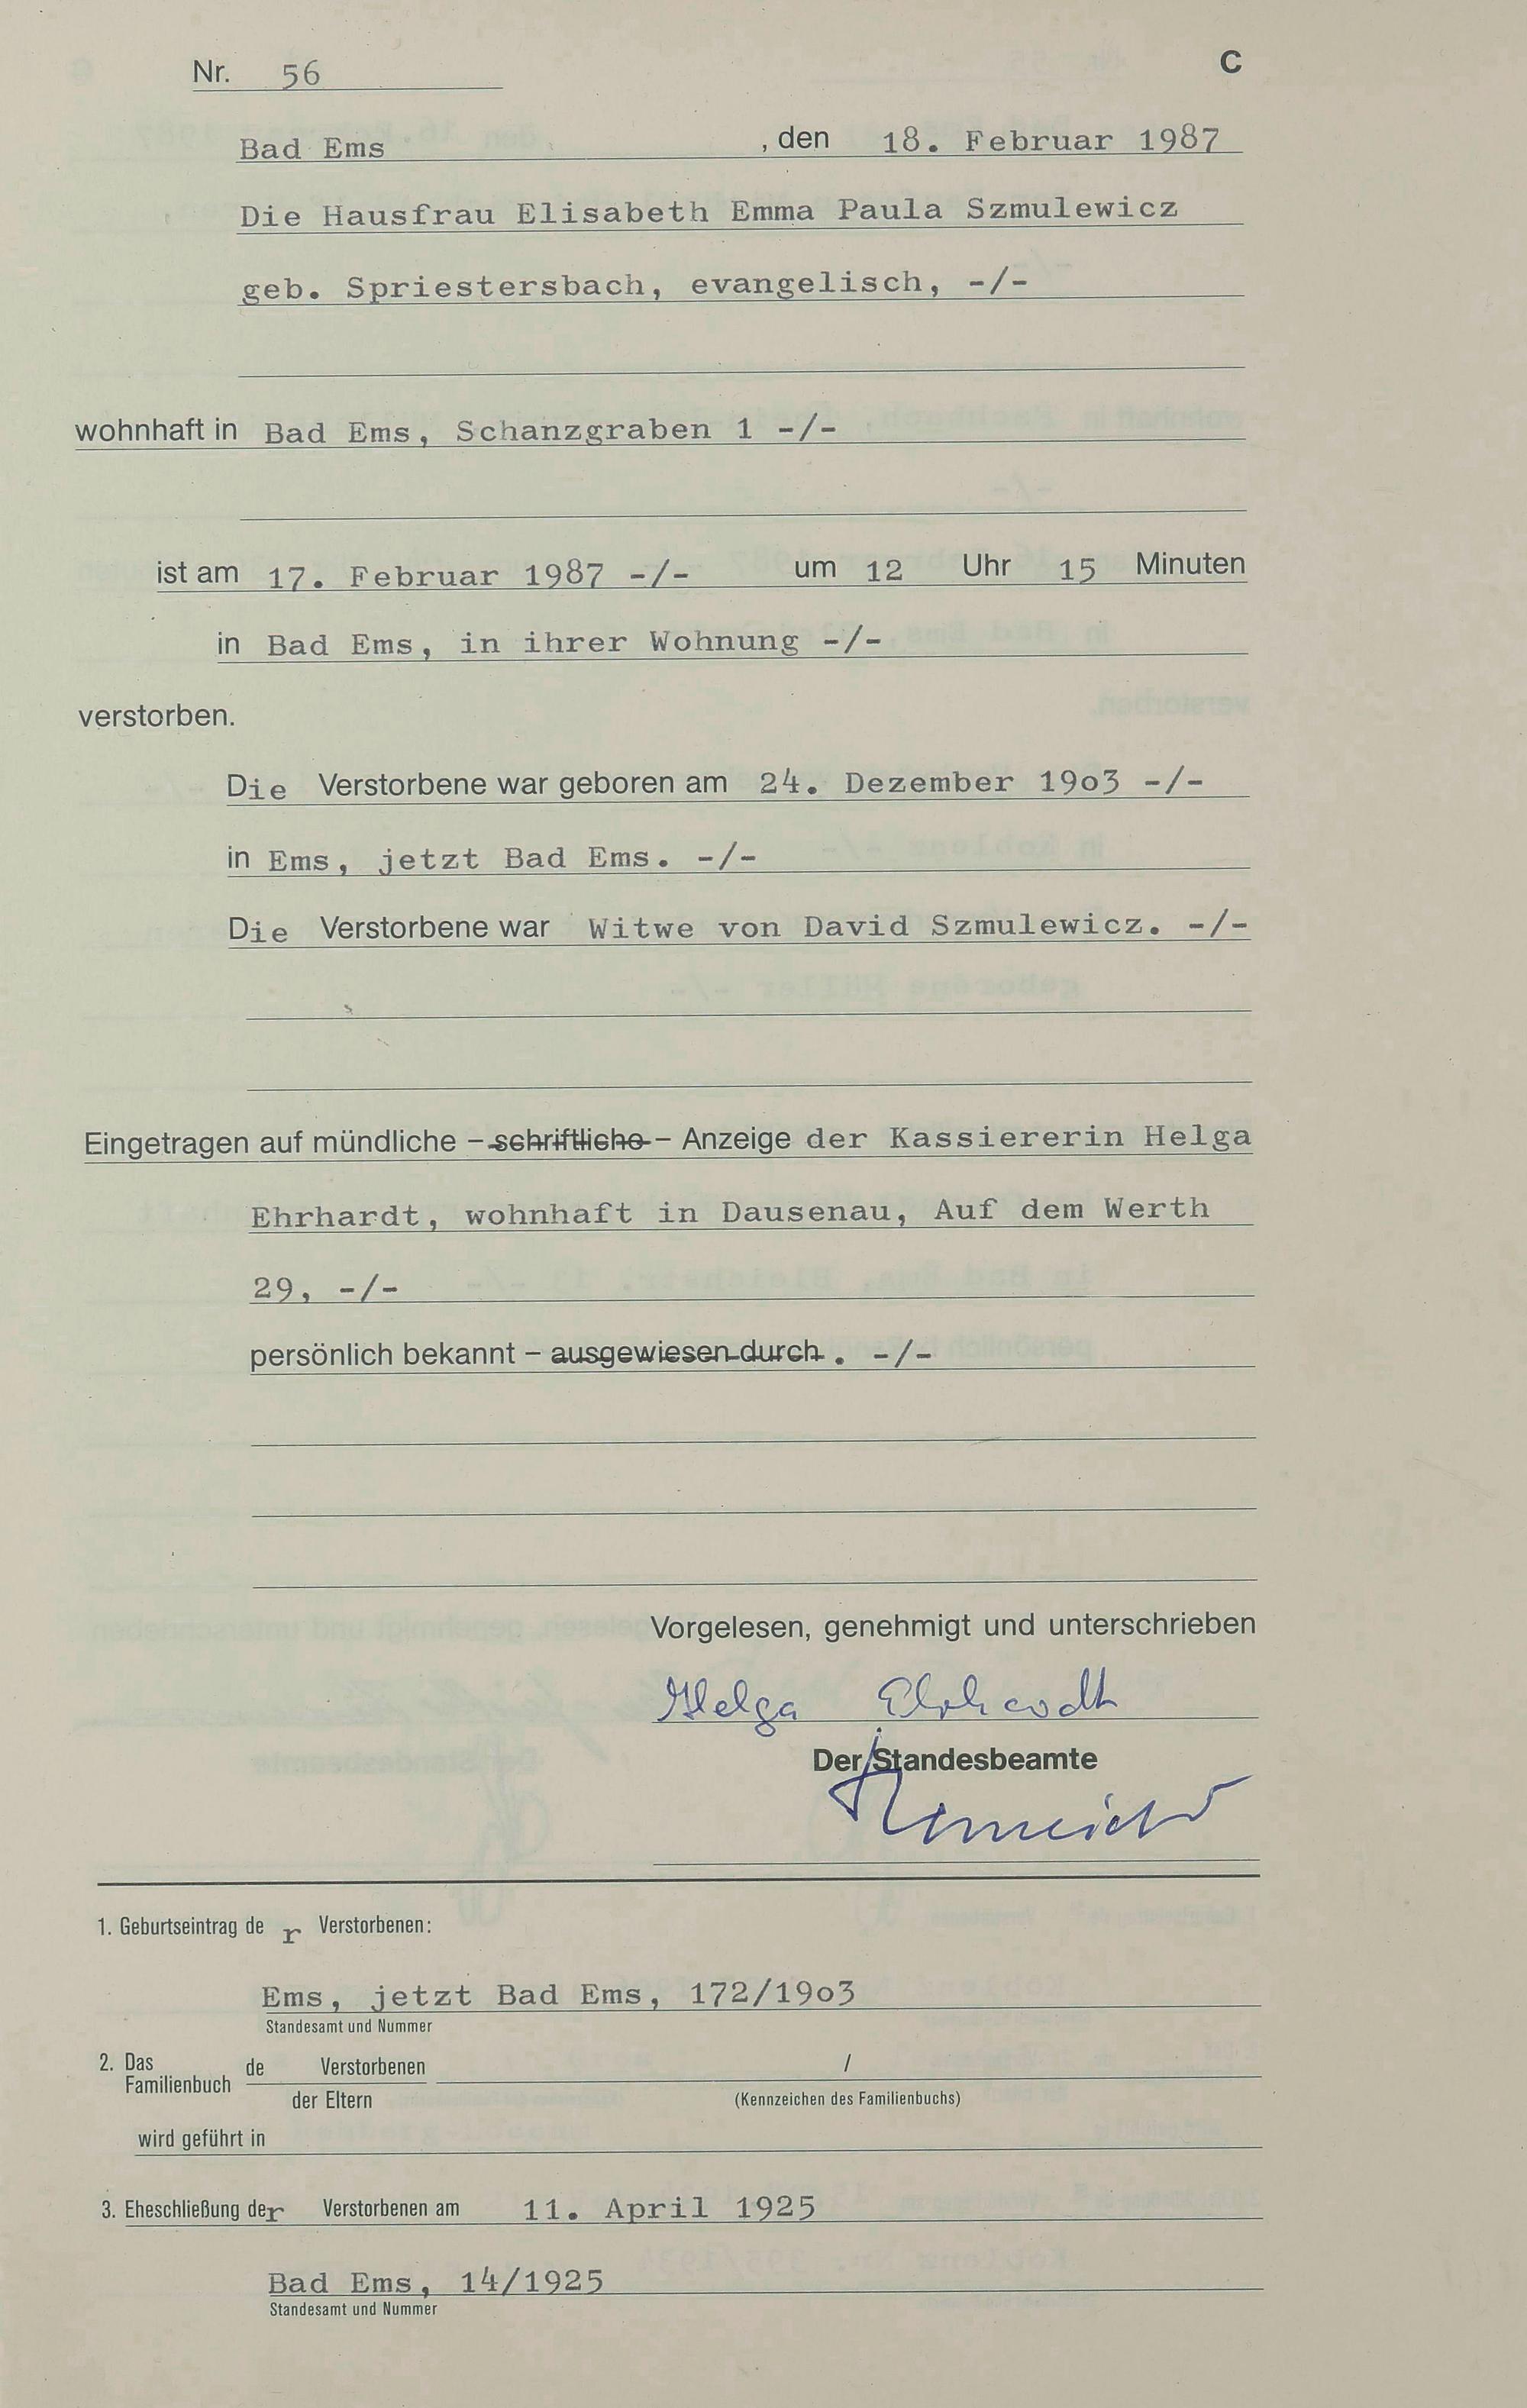 Nr. 56
C
Bad Ems , den 18. Februar 1987
Die Hausfrau Elisabeth Emma Paula Szmulewicz
geb. Spriestersbach, evangelisch, -/-
wohnhaft in Bad Ems, Schanzgraben 1 -/-
ist am 17. Februar 1987 -/- um 12 Uhr 15 Minuten
in Bad Ems, in ihrer Wohnung -/-
verstorben.
Die Verstorbene war geboren am 24. Dezember 19o3 -/-
in Ems, jetzt Bad Ems. -/-
Die Verstorbene war Witwe von David Szmulewicz. -/-
Eingetragen auf mündliche – schriftliche – Anzeige der Kassiererin Helga
Ehrhardt, wohnhaft in Dausenau, Auf dem Werth
29, -/-
persönlich bekannt – ausgewiesen durch . -/-
Vorgelesen, genehmigt und unterschrieben
Helga Ehrhardt
Der Standesbeamte
1. Geburtseintrag de r Verstorbenen:
Ems, jetzt Bad Ems, 172/19o3
Standesamt und Nummer
2. Das Familienbuch de Verstorbenen /
der Eltern (Kennzeichen des Familienbuchs)
wird geführt in
3. Eheschließung der Verstorbenen am 11. April 1925
Bad Ems, 14/1925
Standesamt und Nummer